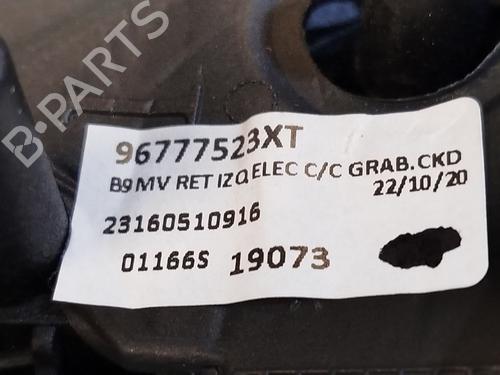 B-PARTS
96777523XT
B9 MV RET IZQ ELEC C/C GRAB.CKD
22/10/20
23160510916
01166S 19073